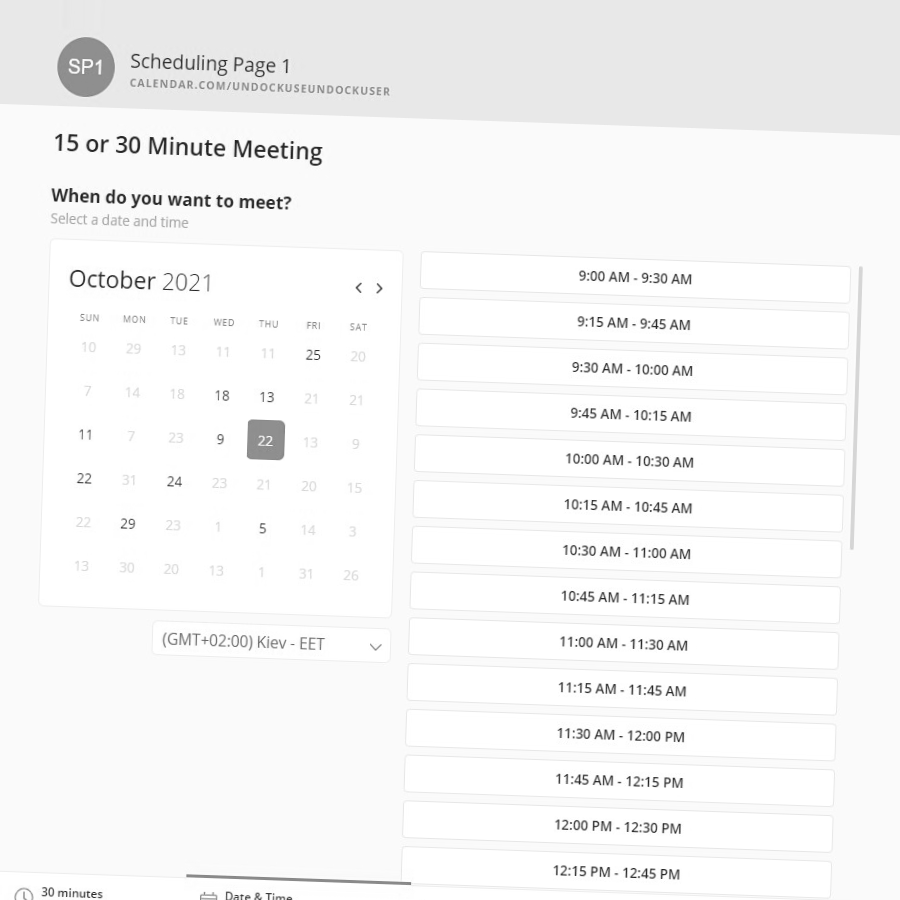 SP1
Scheduling Page 1
CALENDAR.COM/UNDOCKUSEUNDOCKUSER
15 or 30 Minute Meeting
When do you want to meet?
Select a date and time
October 2021
SUN MON TUE WED THU FRI SAT
10 29 13 11 11 25 20
7 14 18 18 13 21 21
11 7 23 9 22 13 9
22 31 24 23 21 20 15
22 29 23 1 5 14 3
13 30 20 13 1 31 26
(GMT+02:00) Kiev - EET
9:00 AM - 9:30 AM
9:15 AM - 9:45 AM
9:30 AM - 10:00 AM
9:45 AM - 10:15 AM
10:00 AM - 10:30 AM
10:15 AM - 10:45 AM
10:30 AM - 11:00 AM
10:45 AM - 11:15 AM
11:00 AM - 11:30 AM
11:15 AM - 11:45 AM
11:30 AM - 12:00 PM
11:45 AM - 12:15 PM
12:00 PM - 12:30 PM
12:15 PM - 12:45 PM
30 minutes
Date & Time